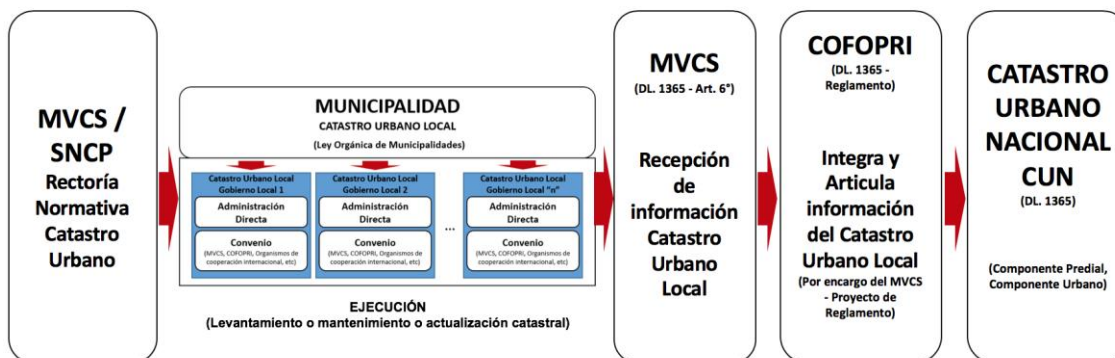 MVCS /
SNCP
Rectoría
Normativa
Catastro
Urbano
MUNICIPALIDAD
CATASTRO URBANO LOCAL
(Ley Orgánica de Municipalidades)
Catastro Urbano Local
Gobierno Local 1
Administración
Directa
Convenio
(MVCS, COFOPRI, Organismos de
cooperación internacional, etc)
Catastro Urbano Local
Gobierno Local 2
Administración
Directa
Convenio
(MVCS, COFOPRI, Organismos de
cooperación internacional, etc)
...
Catastro Urbano Local
Gobierno Local "n"
Administración
Directa
Convenio
(MVCS, COFOPRI, Organismos de
cooperación internacional, etc)
EJECUCIÓN
(Levantamiento o mantenimiento o actualización catastral)
MVCS
(DL. 1365 - Art. 6°)
Recepción
de
información
Catastro
Urbano
Local
COFOPRI
(DL. 1365 -
Reglamento)
Integra y
Articula
información
del Catastro
Urbano Local
(Por encargo del MVCS
- Proyecto de
Reglamento)
CATASTRO
URBANO
NACIONAL
CUN
(DL. 1365)
(Componente Predial,
Componente Urbano)